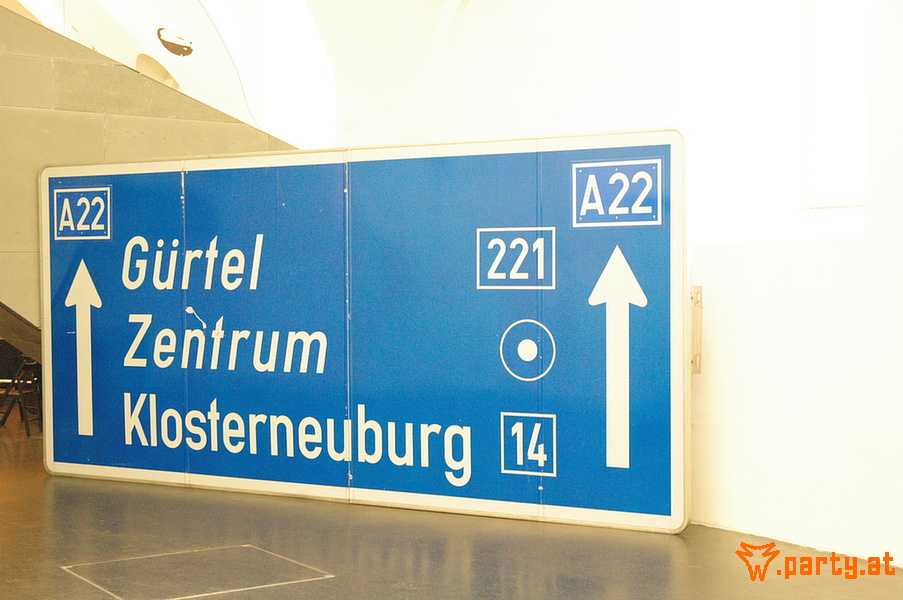 A22 A22
Gürtel 221
Zentrum
Klosterneuburg 14
w.party.at